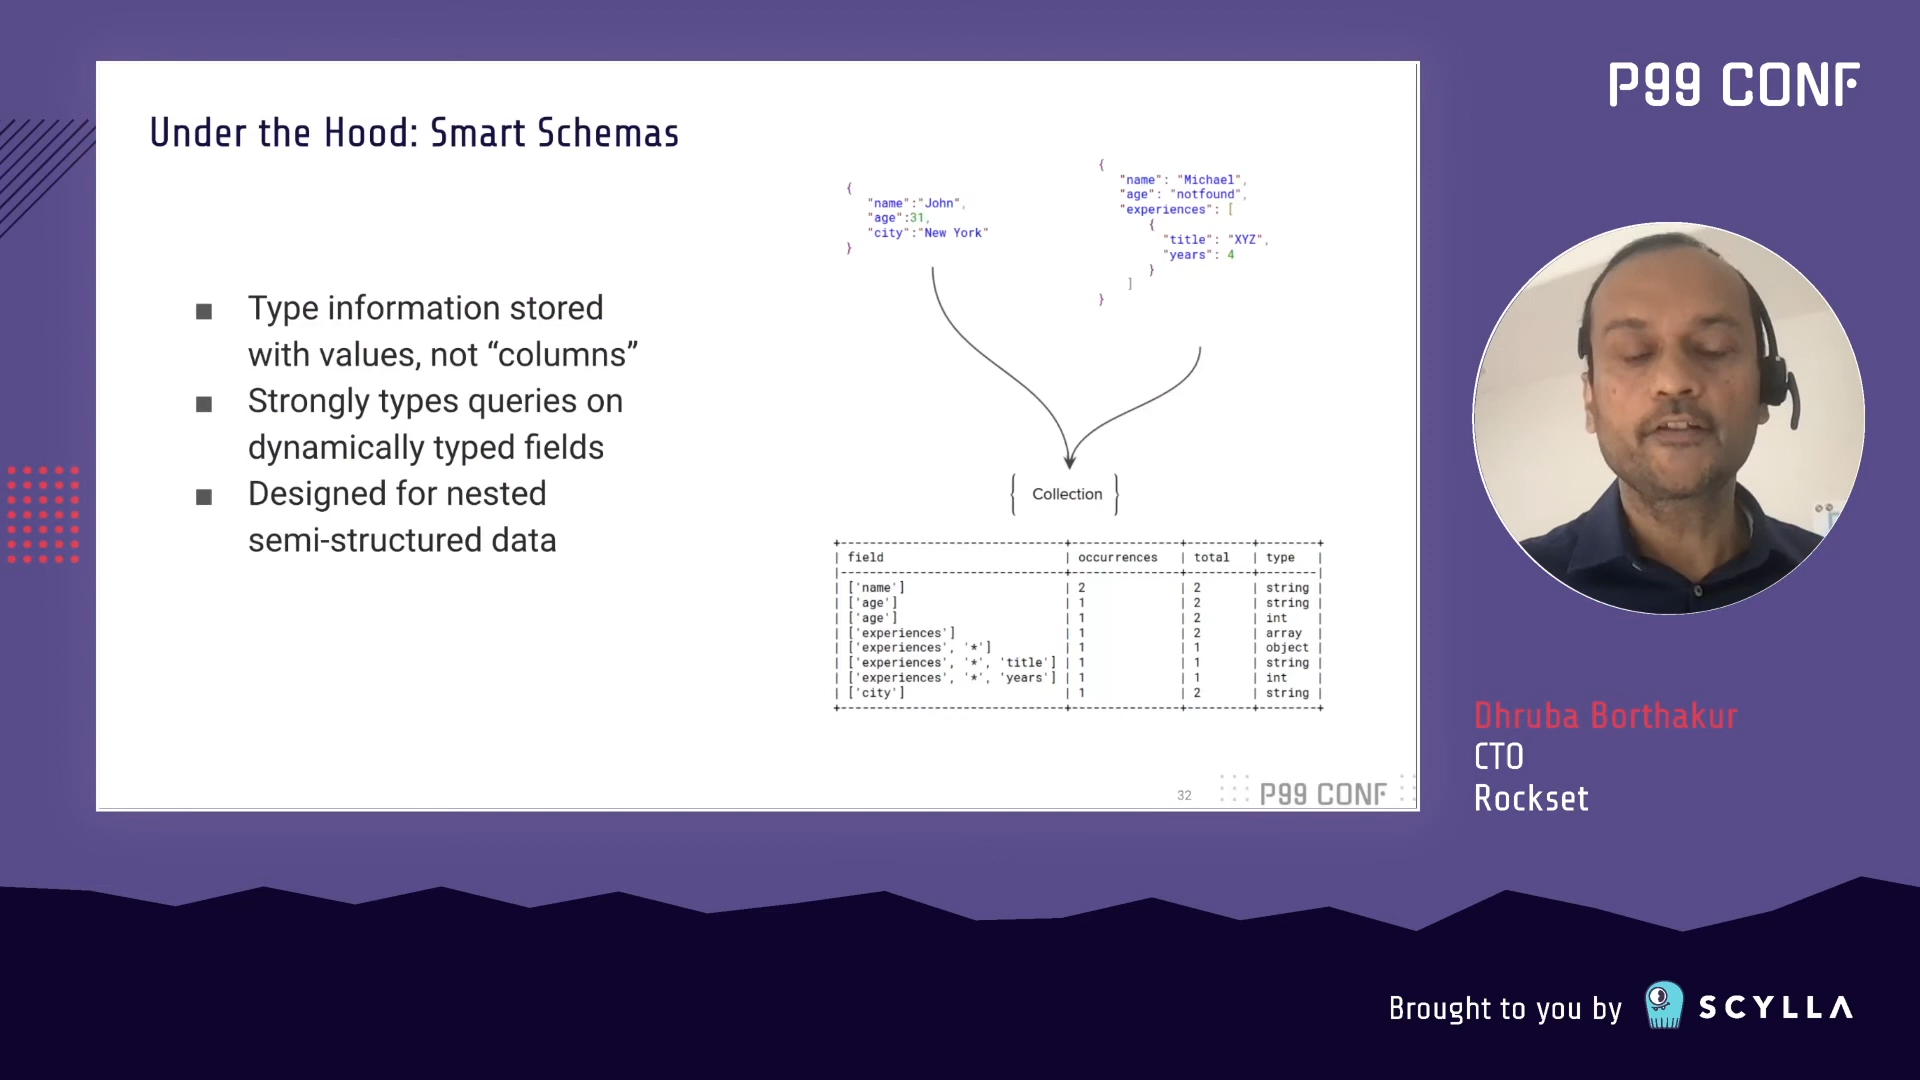 P99 CONF
Under the Hood: Smart Schemas
■ Type information stored
with values, not “columns”
■ Strongly types queries on
dynamically typed fields
■ Designed for nested
semi-structured data
{
"name":"John",
"age":31,
"city":"New York"
}
{
"name": "Michael",
"age": "notfound",
"experiences": [
{
"title": "XYZ",
"years": 4
}
]
}
{ Collection }
| field | occurrences | total | type |
| ['name'] | 2 | 2 | string |
| ['age'] | 1 | 2 | string |
| ['age'] | 1 | 2 | int |
| ['experiences'] | 1 | 2 | array |
| ['experiences', '*'] | 1 | 1 | object |
| ['experiences', '*', 'title'] | 1 | 1 | string |
| ['experiences', '*', 'years'] | 1 | 1 | int |
| ['city'] | 1 | 2 | string |
32
P99 CONF
Dhruba Borthakur
CTO
Rockset
Brought to you by SCYLLA